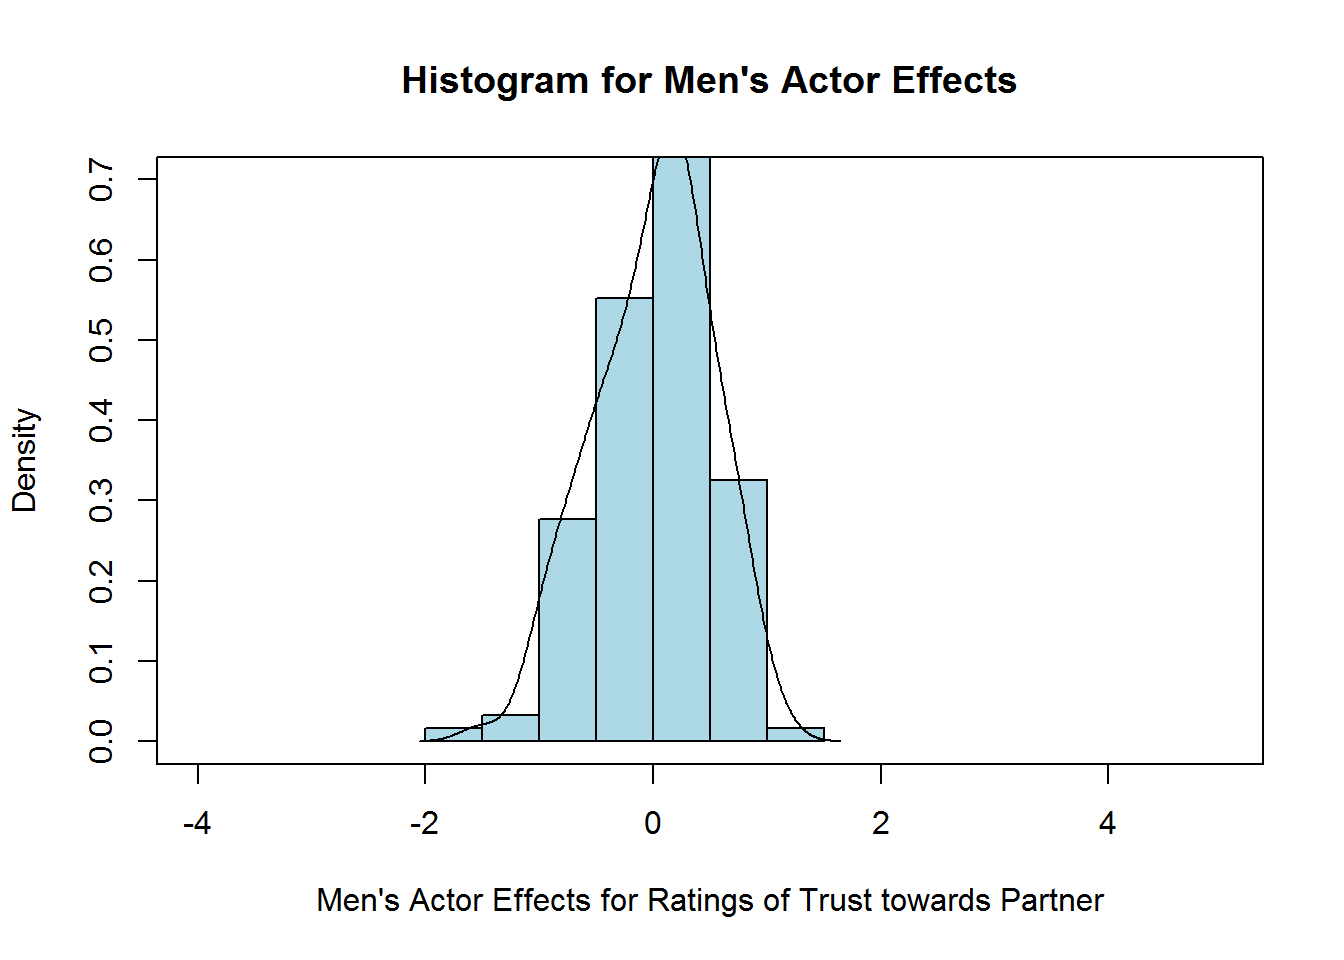 Histogram for Men's Actor Effects
Density
0.7
0.6
0.5
0.4
0.3
0.2
0.1
0.0
-4 -2 0 2 4
Men's Actor Effects for Ratings of Trust towards Partner